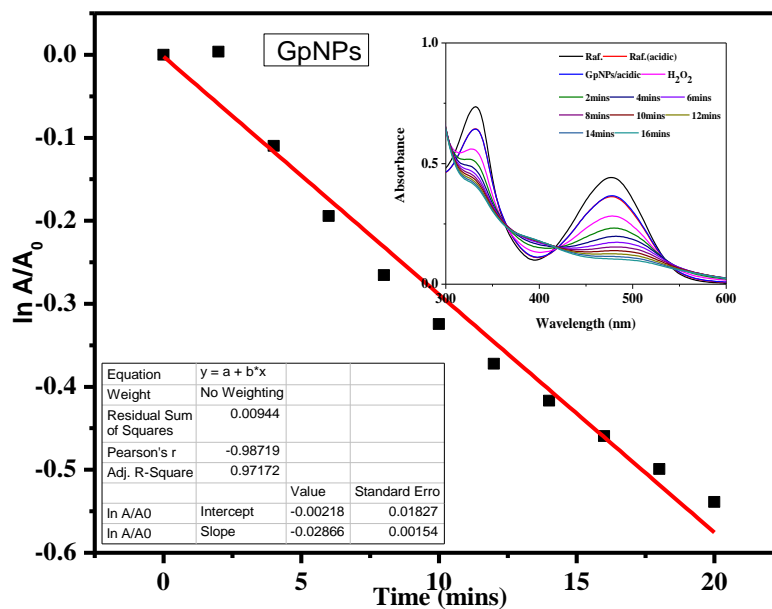 GpNPs
ln A/A0
0.0
-0.1
-0.2
-0.3
-0.4
-0.5
-0.6
0 5 10 15 20
Time (mins)
Absorbance
1.0
0.5
0.0
300 400 500 600
Wavelength (nm)
Raf. Raf.(acidic)
GpNPs/acidic H2O2
2mins 4mins 6mins
8mins 10mins 12mins
14mins 16mins
Equation y = a + b*x
Weight No Weighting
Residual Sum of Squares 0.00944
Pearson's r -0.98719
Adj. R-Square 0.97172
Value Standard Erro
ln A/A0 Intercept -0.00218 0.01827
ln A/A0 Slope -0.02866 0.00154